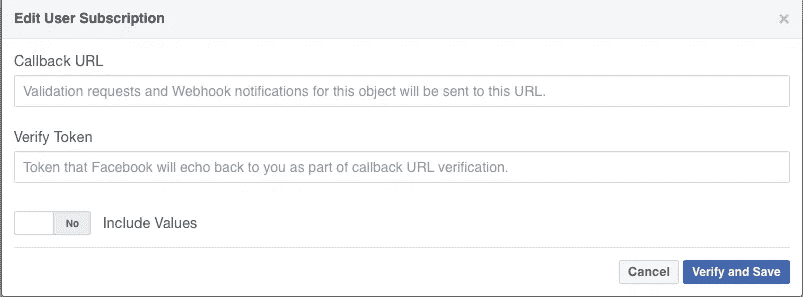 Edit User Subscription ×
Callback URL
Validation requests and Webhook notifications for this object will be sent to this URL.
Verify Token
Token that Facebook will echo back to you as part of callback URL verification.
No Include Values
Cancel Verify and Save